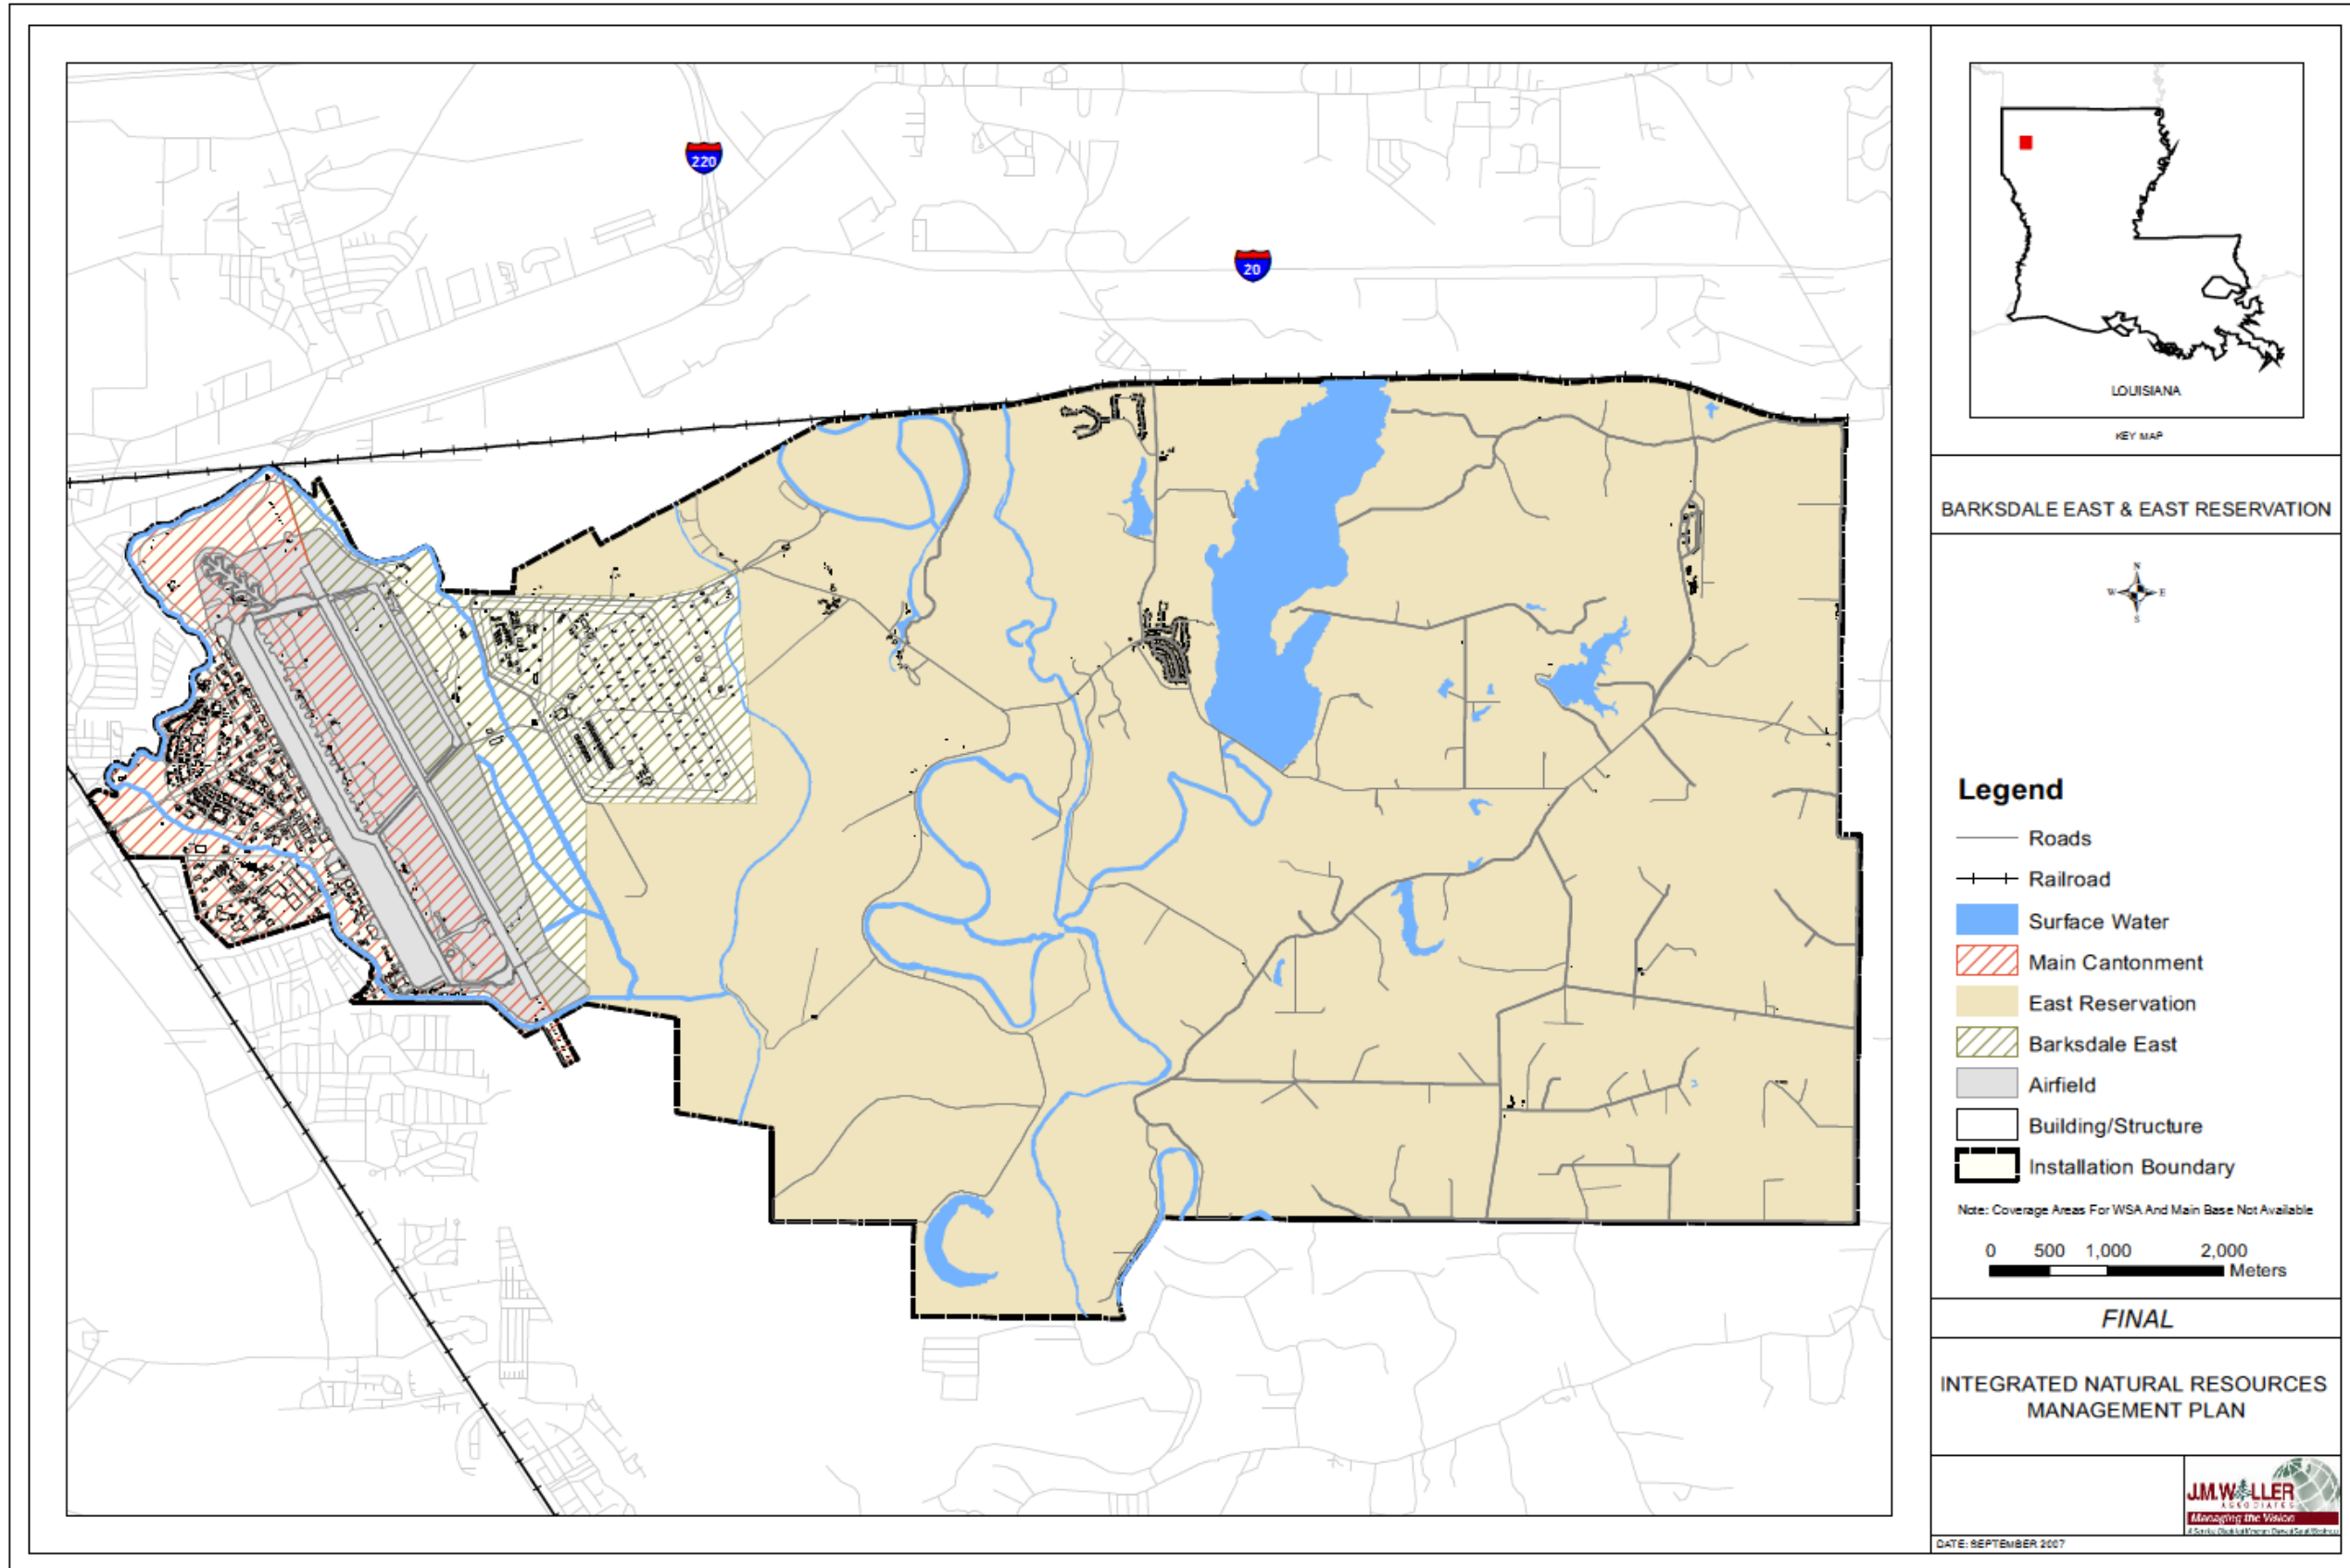 220
20
LOUISIANA
KEY MAP
BARKSDALE EAST & EAST RESERVATION
N
W E
S
Legend
Roads
Railroad
Surface Water
Main Cantonment
East Reservation
Barksdale East
Airfield
Building/Structure
Installation Boundary
Note: Coverage Areas For WSA And Main Base Not Available
0 500 1,000 2,000
Meters
FINAL
INTEGRATED NATURAL RESOURCES
MANAGEMENT PLAN
J.M.WALLER
ASSOCIATES
Managing the Vision
DATE: SEPTEMBER 2007